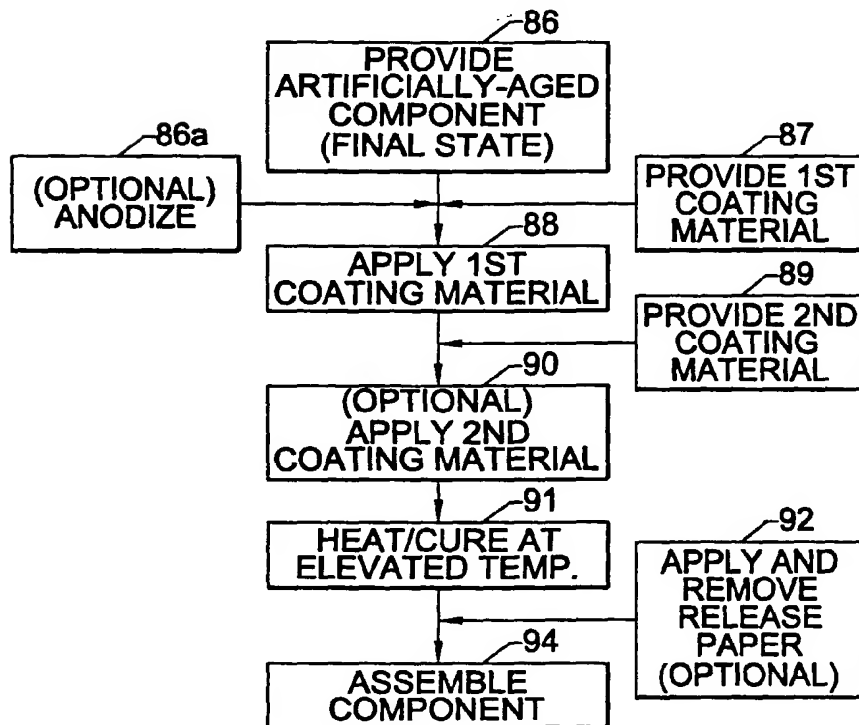 86
PROVIDE
ARTIFICIALLY-AGED
COMPONENT
(FINAL STATE)
86a
(OPTIONAL)
ANODIZE
87
PROVIDE 1ST
COATING
MATERIAL
88
APPLY 1ST
COATING MATERIAL
89
PROVIDE 2ND
COATING
MATERIAL
90
(OPTIONAL)
APPLY 2ND
COATING MATERIAL
91
HEAT/CURE AT
ELEVATED TEMP.
92
APPLY AND
REMOVE
RELEASE
PAPER
(OPTIONAL)
94
ASSEMBLE
COMPONENT